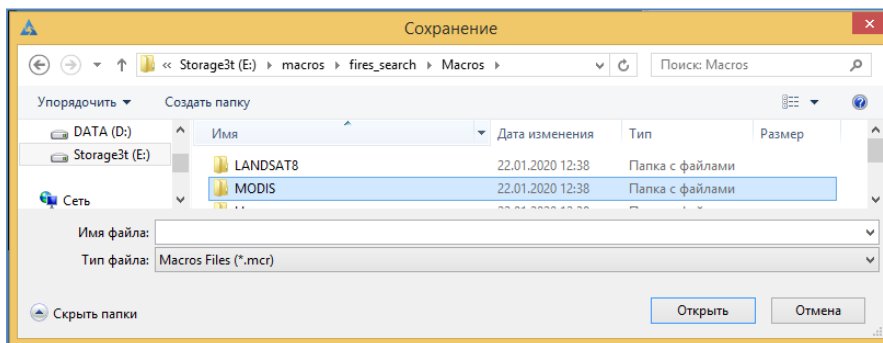 Сохранение
« Storage3t (E:) ▸ macros ▸ fires_search ▸ Macros ▸
Поиск: Macros
Упорядочить ▾ Создать папку
DATA (D:)
Storage3t (E:)
Сеть
Имя Дата изменения Тип Размер
LANDSAT8 22.01.2020 12:38 Папка с файлами
MODIS 22.01.2020 12:38 Папка с файлами
Имя файла:
Тип файла: Macros Files (*.mcr)
Скрыть папки Открыть Отмена